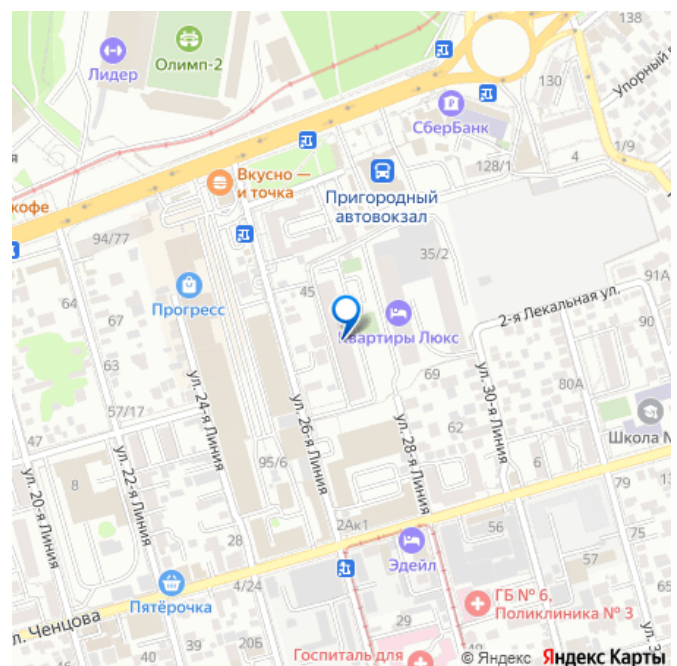 138
Лидер
Олимп-2
130
Упорный
СберБанк
1/9
Вкусно —
и точка
128/1
4
кофе
Пригородный
автовокзал
94/77
35/2
91А
64
Прогресс
45
2-я Лекальная ул.
67
Квартиры Люкс
90
63
69
80А
57/17
ул. 24-я Линия
ул. 26-я Линия
ул. 28-я Линия
ул. 30-я Линия
47
62
Школа №
ул. 20-я Линия
ул. 22-я Линия
8
95/6
6
79
75
2Ак1
56
28
Эдейл
57
Пятёрочка
4/24
ГБ № 6,
Поликлиника № 3
л. Ченцова
39
20Б
29
Госпиталь для
© Яндекс Яндекс Карты